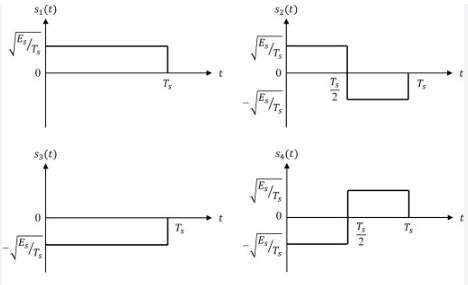 s₁(t)
√(Eₛ/Tₛ)
0
Tₛ
t
s₂(t)
√(Eₛ/Tₛ)
0
−√(Eₛ/Tₛ)
Tₛ/2
Tₛ
t
s₃(t)
0
−√(Eₛ/Tₛ)
Tₛ
t
s₄(t)
√(Eₛ/Tₛ)
0
−√(Eₛ/Tₛ)
Tₛ/2
Tₛ
t